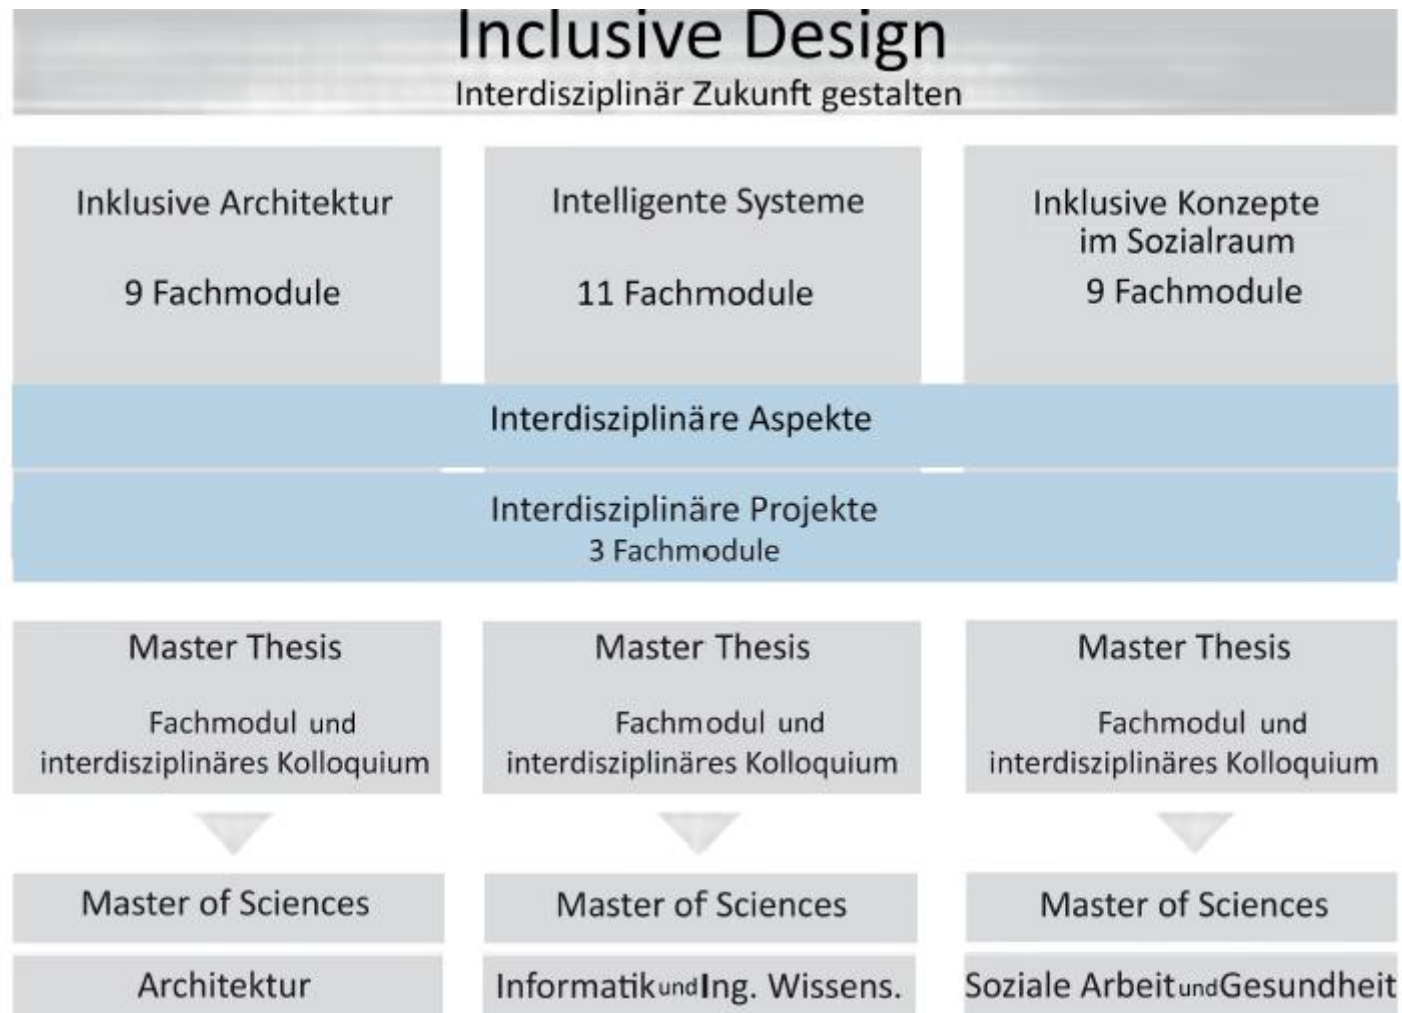 Inclusive Design
Interdisziplinär Zukunft gestalten
Inklusive Architektur
9 Fachmodule
Intelligente Systeme
11 Fachmodule
Inklusive Konzepte
im Sozialraum
9 Fachmodule
Interdisziplinäre Aspekte
Interdisziplinäre Projekte
3 Fachmodule
Master Thesis
Fachmodul und
interdisziplinäres Kolloquium
Master Thesis
Fachmodul und
interdisziplinäres Kolloquium
Master Thesis
Fachmodul und
interdisziplinäres Kolloquium
Master of Sciences
Master of Sciences
Master of Sciences
Architektur
Informatik und Ing. Wissens.
Soziale Arbeit und Gesundheit